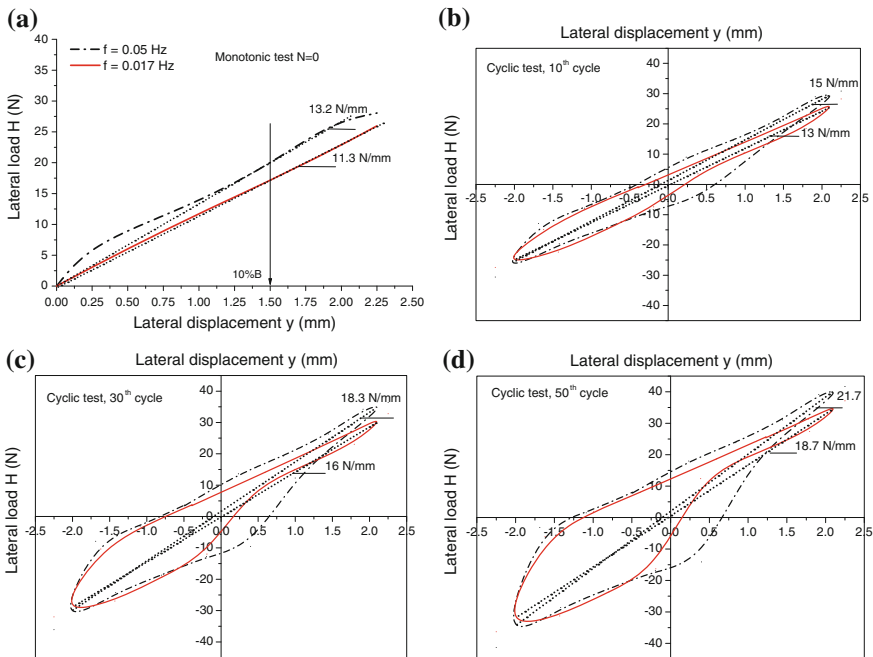 (a)
f = 0.05 Hz
f = 0.017 Hz
Monotonic test N=0
13.2 N/mm
11.3 N/mm
10%B
Lateral load H (N)
40
35
30
25
20
15
10
5
0
0.00 0.25 0.50 0.75 1.00 1.25 1.50 1.75 2.00 2.25 2.50
Lateral displacement y (mm)
(b)
Lateral displacement y (mm)
Cyclic test, 10th cycle
15 N/mm
13 N/mm
Lateral load H (N)
40
30
20
10
0
-10
-20
-30
-40
-2.5 -2.0 -1.5 -1.0 -0.5 0.0 0.5 1.0 1.5 2.0 2.5
(c)
Lateral displacement y (mm)
Cyclic test, 30th cycle
18.3 N/mm
16 N/mm
Lateral load H (N)
40
30
20
10
0
-10
-20
-30
-40
-2.5 -2.0 -1.5 -1.0 -0.5 0.0 0.5 1.0 1.5 2.0 2.5
(d)
Lateral displacement y (mm)
Cyclic test, 50th cycle
21.7
18.7 N/mm
Lateral load H (N)
40
30
20
10
0
-10
-20
-30
-40
-2.5 -2.0 -1.5 -1.0 -0.5 0.0 0.5 1.0 1.5 2.0 2.5